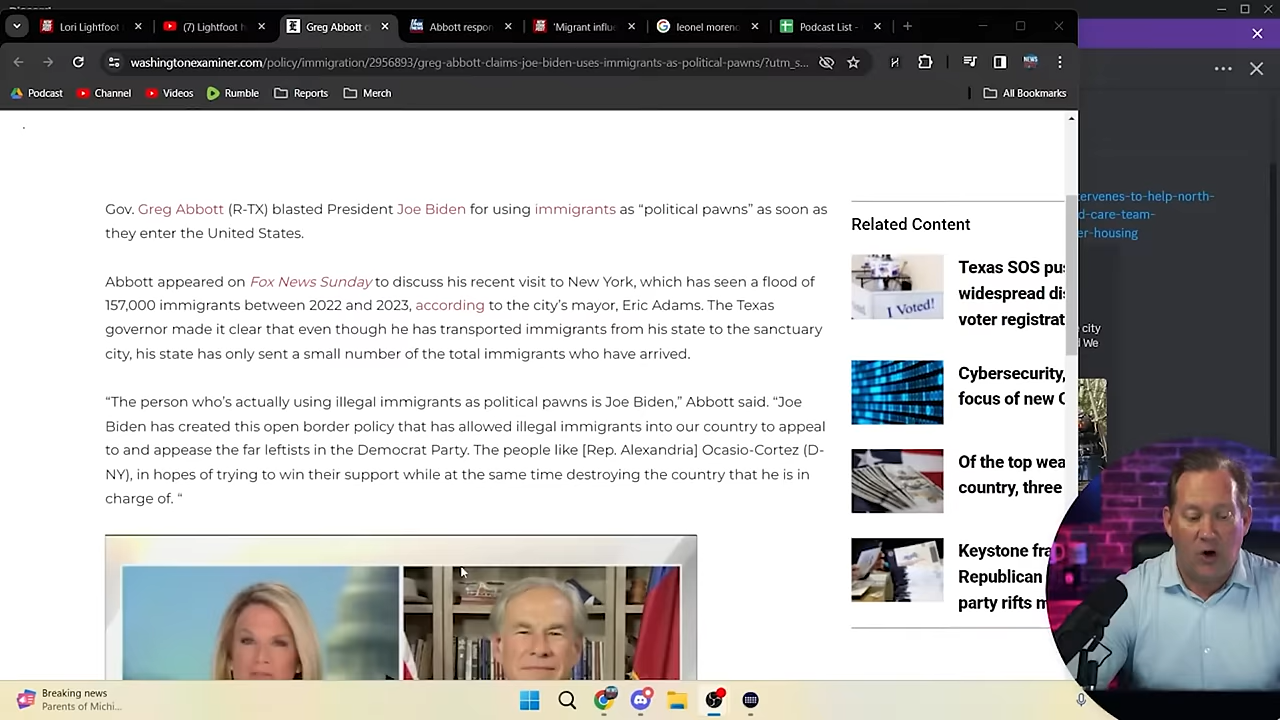 Lori Lightfoot
(7) Lightfoot h
Greg Abbott c
Abbott respon
'Migrant influe
leonel moreno
Podcast List -
washingtonexaminer.com/policy/immigration/2956893/greg-abbott-claims-joe-biden-uses-immigrants-as-political-pawns/?utm_s...
Podcast
Channel
Videos
Rumble
Reports
Merch
All Bookmarks
Gov. Greg Abbott (R-TX) blasted President Joe Biden for using immigrants as “political pawns” as soon as
they enter the United States.
Abbott appeared on Fox News Sunday to discuss his recent visit to New York, which has seen a flood of
157,000 immigrants between 2022 and 2023, according to the city’s mayor, Eric Adams. The Texas
governor made it clear that even though he has transported immigrants from his state to the sanctuary
city, his state has only sent a small number of the total immigrants who have arrived.
“The person who’s actually using illegal immigrants as political pawns is Joe Biden,” Abbott said. “Joe
Biden has created this open border policy that has allowed illegal immigrants into our country to appeal
to and appease the far leftists in the Democrat Party. The people like [Rep. Alexandria] Ocasio-Cortez (D-
NY), in hopes of trying to win their support while at the same time destroying the country that he is in
charge of. “
Related Content
Texas SOS pu
widespread di
voter registrat
I Voted!
Cybersecurity,
focus of new C
Of the top wea
country, three
Keystone fra
Republican
party rifts m
tervenes-to-help-north-
d-care-team-
er-housing
e city
d We
Breaking news
Parents of Michi...